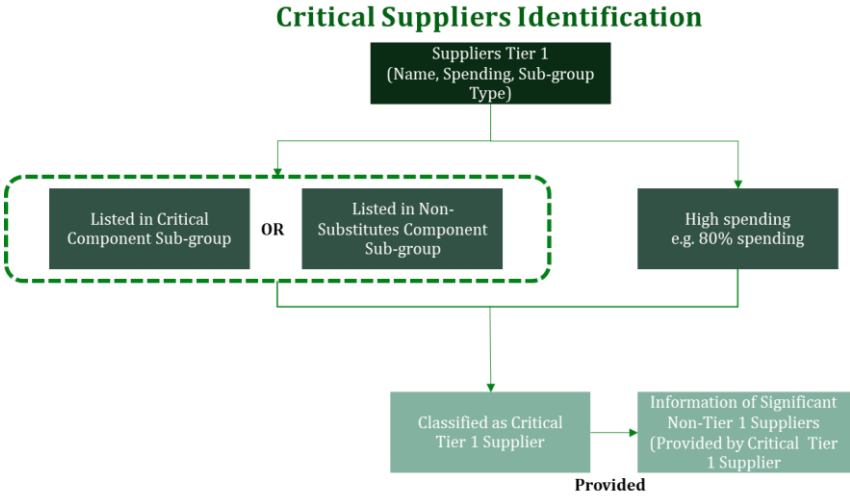 Critical Suppliers Identification
Suppliers Tier 1
(Name, Spending, Sub-group
Type)
Listed in Critical
Component Sub-group
OR
Listed in Non-
Substitutes Component
Sub-group
High spending
e.g. 80% spending
Classified as Critical
Tier 1 Supplier
Information of Significant
Non-Tier 1 Suppliers
(Provided by Critical  Tier
1 Supplier
Provided